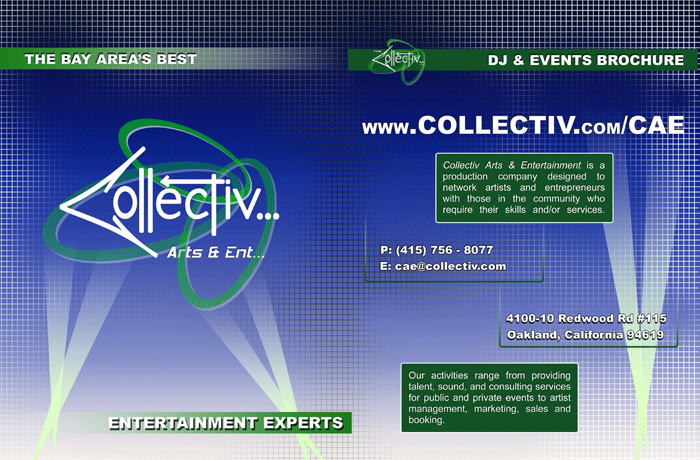 THE BAY AREA'S BEST
Collectiv...
Arts & Ent...
ENTERTAINMENT EXPERTS
Collectiv...
DJ & EVENTS BROCHURE
www.COLLECTIV.com/CAE
Collectiv Arts & Entertainment is a
production company designed to
network artists and entrepreneurs
with those in the community who
require their skills and/or services.
P: (415) 756 - 8077
E: cae@collectiv.com
4100-10 Redwood Rd #115
Oakland, California 94619
Our activities range from providing
talent, sound, and consulting services
for public and private events to artist
management, marketing, sales and
booking.